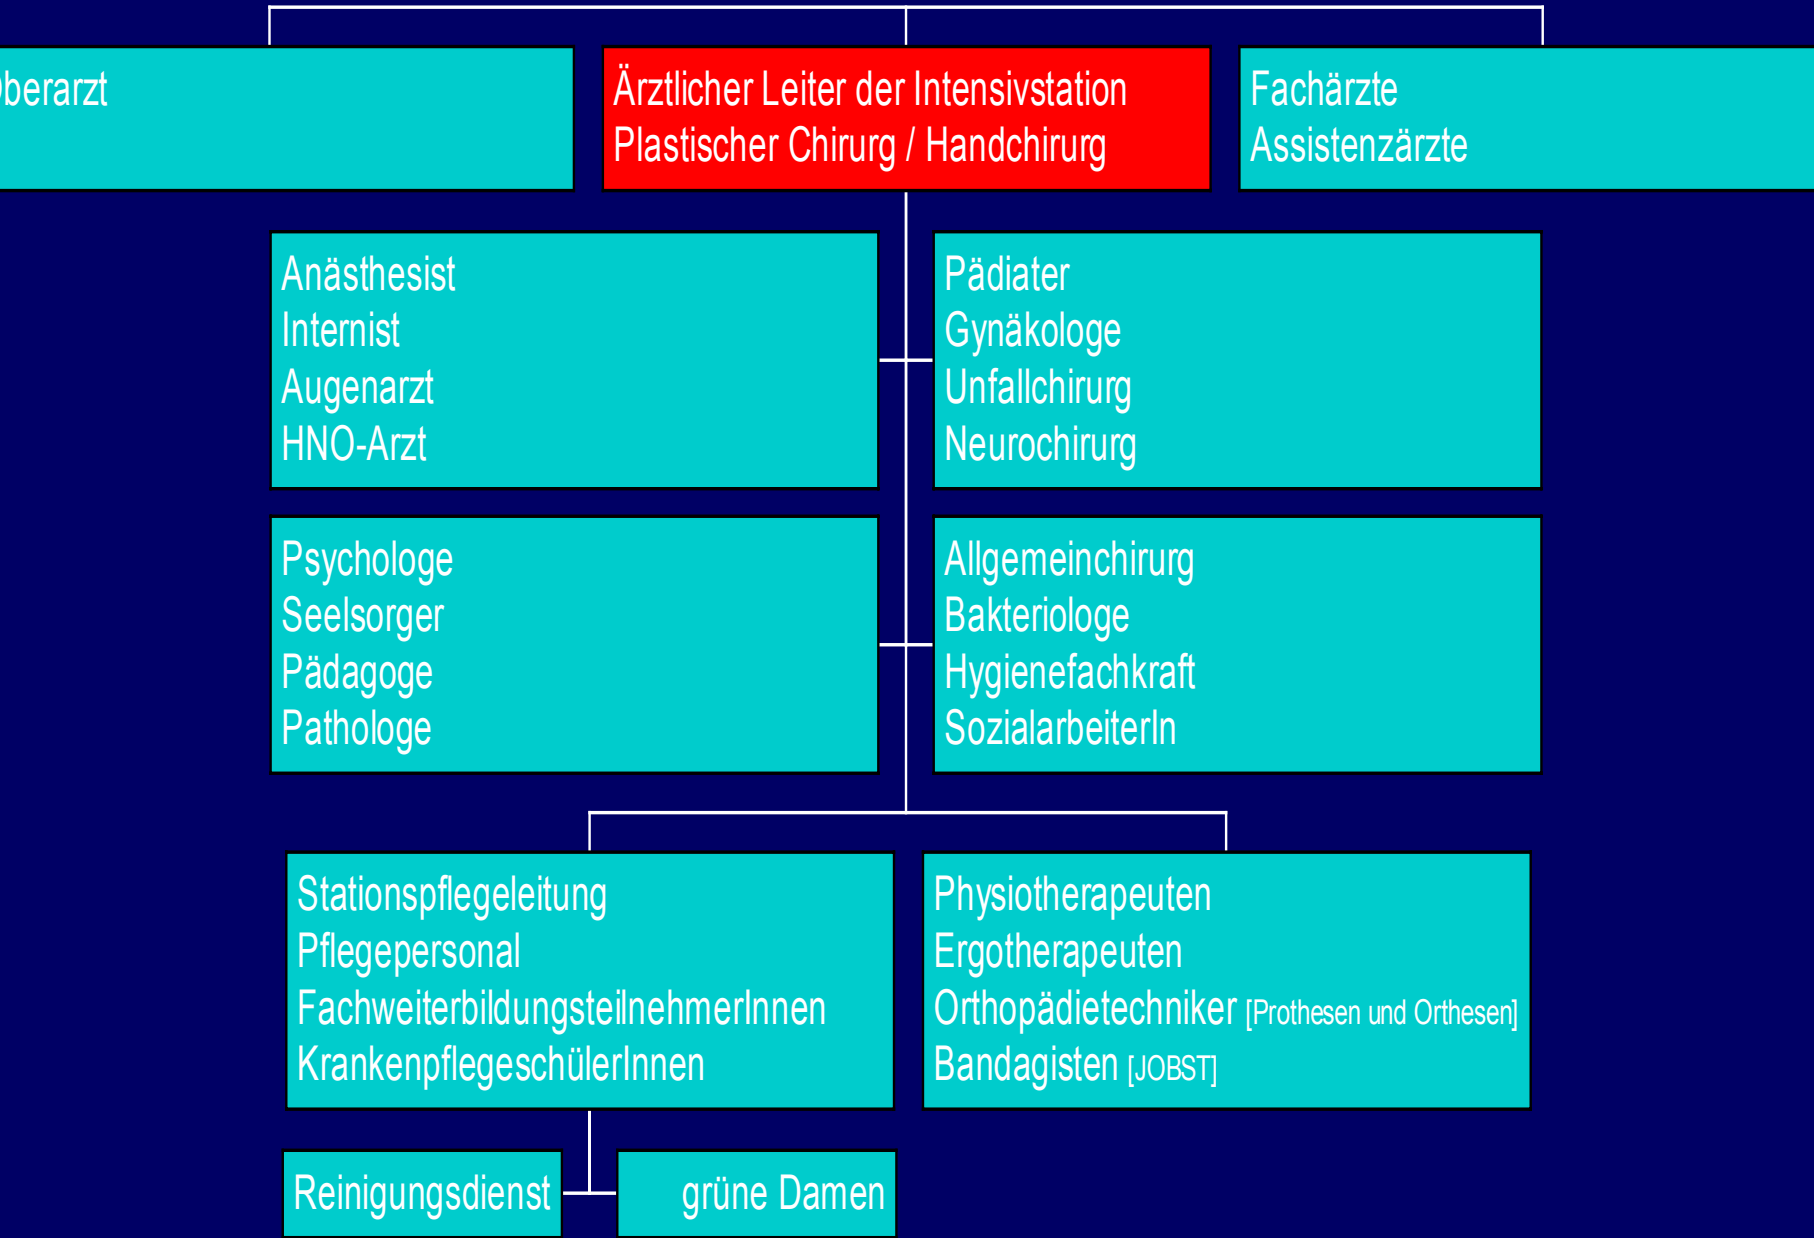 berarzt
Ärztlicher Leiter der Intensivstation
Plastischer Chirurg / Handchirurg
Fachärzte
Assistenzärzte
Anästhesist
Internist
Augenarzt
HNO-Arzt
Pädiater
Gynäkologe
Unfallchirurg
Neurochirurg
Psychologe
Seelsorger
Pädagoge
Pathologe
Allgemeinchirurg
Bakteriologe
Hygienefachkraft
SozialarbeiterIn
Stationspflegeleitung
Pflegepersonal
FachweiterbildungsteilnehmerInnen
KrankenpflegeschülerInnen
Physiotherapeuten
Ergotherapeuten
Orthopädietechniker [Prothesen und Orthesen]
Bandagisten [JOBST]
Reinigungsdienst
grüne Damen